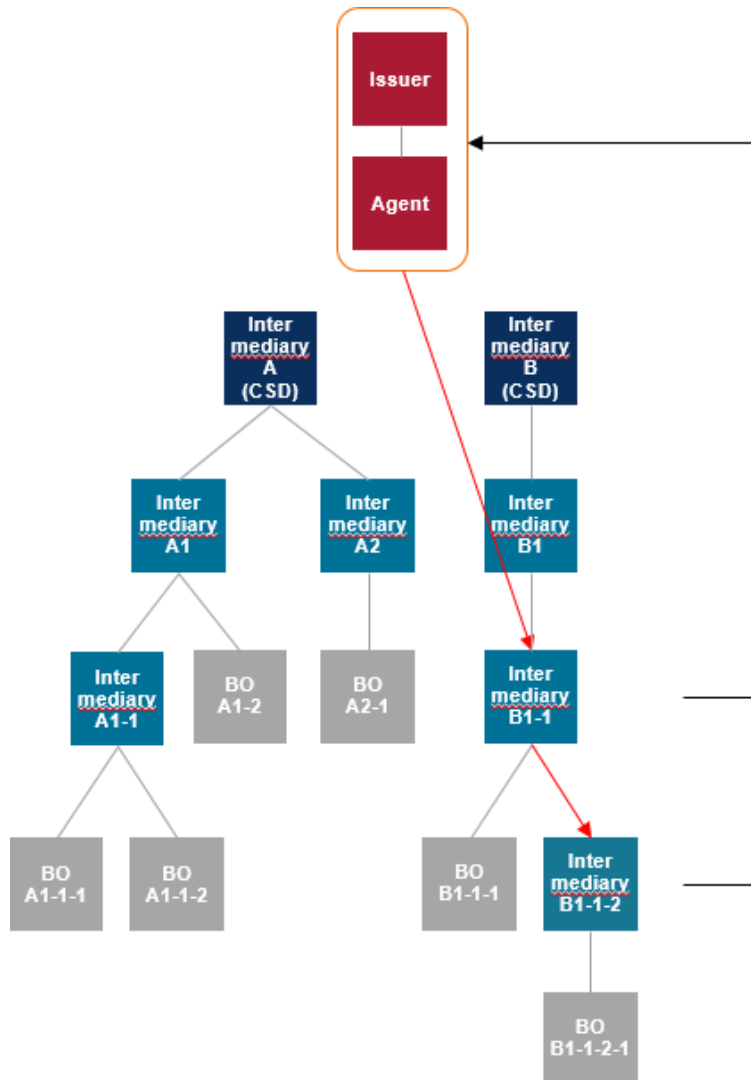 Issuer
Agent
Inter
mediary
A
(CSD)
Inter
mediary
B
(CSD)
Inter
mediary
A1
Inter
mediary
A2
Inter
mediary
B1
Inter
mediary
A1-1
BO
A1-2
BO
A2-1
Inter
mediary
B1-1
BO
A1-1-1
BO
A1-1-2
BO
B1-1-1
Inter
mediary
B1-1-2
BO
B1-1-2-1